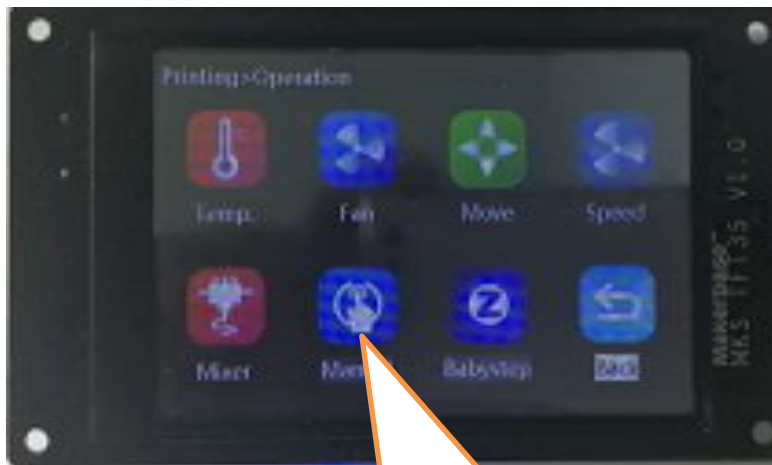 Printing>Operation
Temp.
Fan
Move
Speed
Mixer
Babystep
Back
Makerbase
MKS TFT35 V1.0